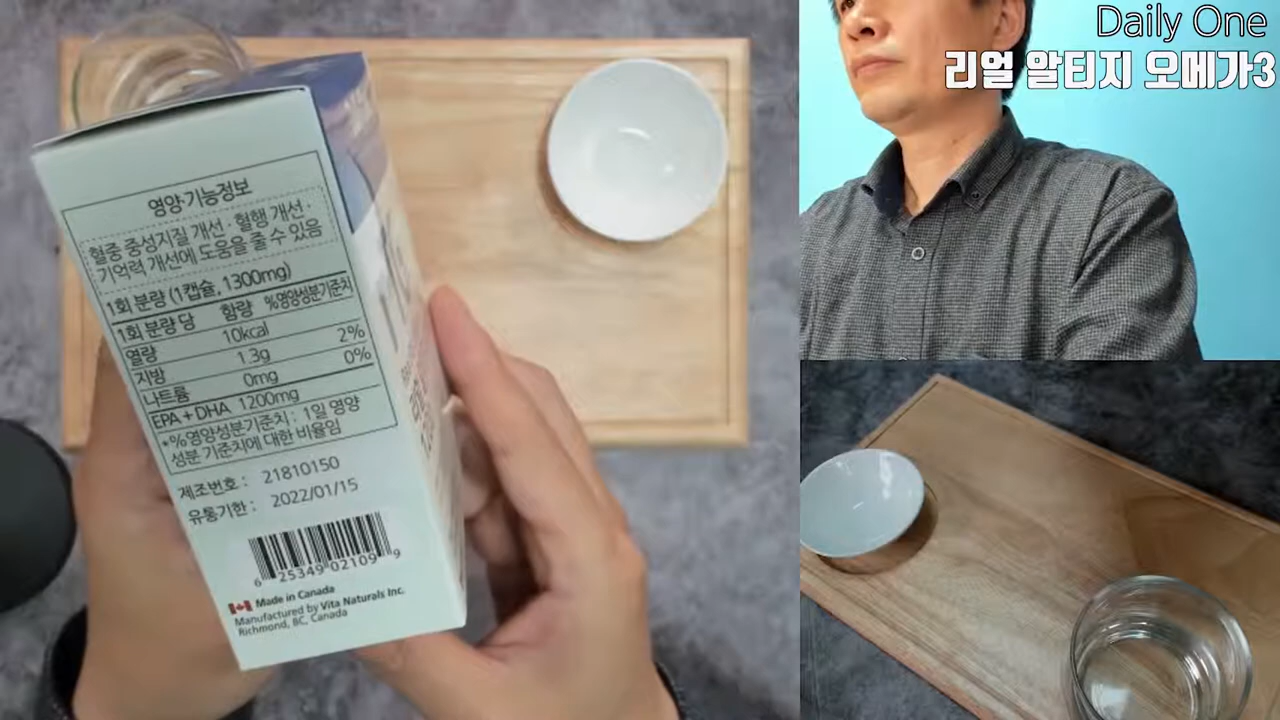 Daily One
리얼 알티지 오메가3
영양·기능정보
혈중 중성지질 개선 · 혈행 개선 ·
기억력 개선에 도움을 줄 수 있음
1회 분량 (1캡슐, 1300mg)
1회 분량당 함량 %영양성분기준치
열량 10kcal
지방 1.3g 2%
나트륨 0mg 0%
EPA + DHA 1200mg
*%영양성분기준치 : 1일 영양
성분 기준치에 대한 비율임
제조번호 : 21810150
유통기한 : 2022/01/15
6 25349 02109 9
Made in Canada
Manufactured by Vita Naturals Inc.
Richmond, BC, Canada